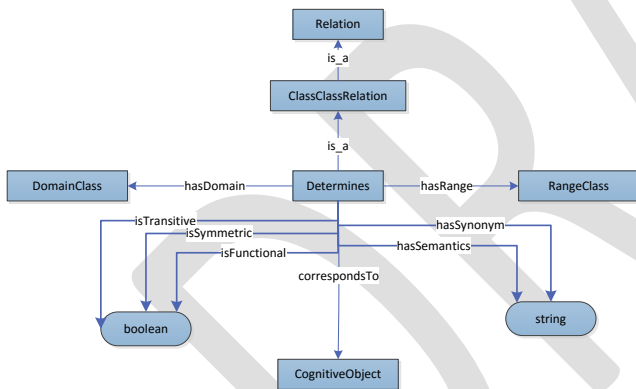 Relation
is_a
ClassClassRelation
is_a
DomainClass
hasDomain
Determines
hasRange
RangeClass
isTransitive
hasSynonym
isSymmetric
hasSemantics
isFunctional
correspondsTo
boolean
string
CognitiveObject